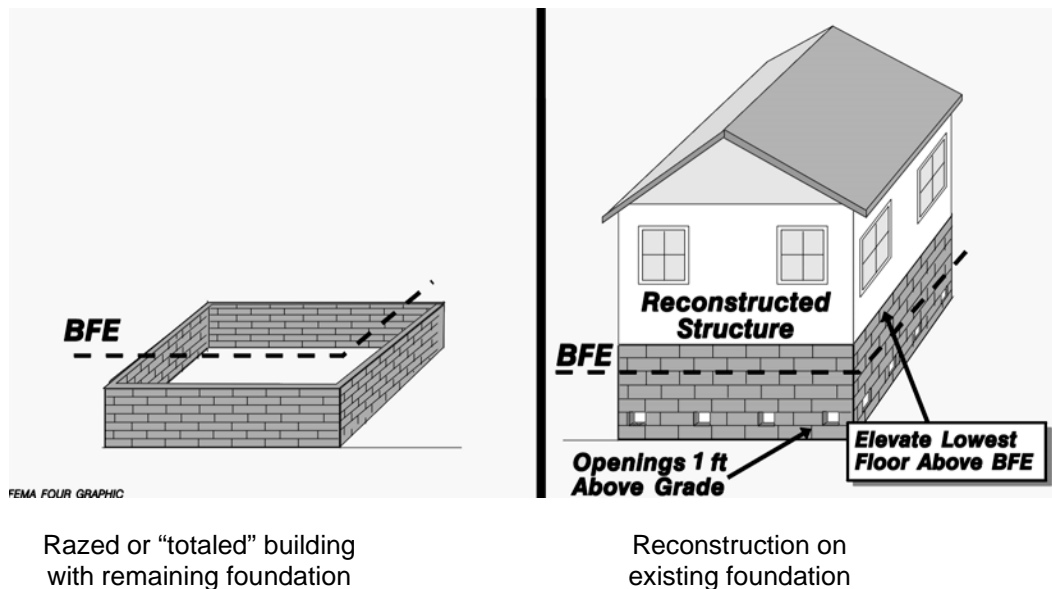 BFE
FEMA FOUR GRAPHIC
Reconstructed
Structure
BFE
Openings 1 ft
Above Grade
Elevate Lowest
Floor Above BFE
Razed or “totaled” building
with remaining foundation
Reconstruction on
existing foundation